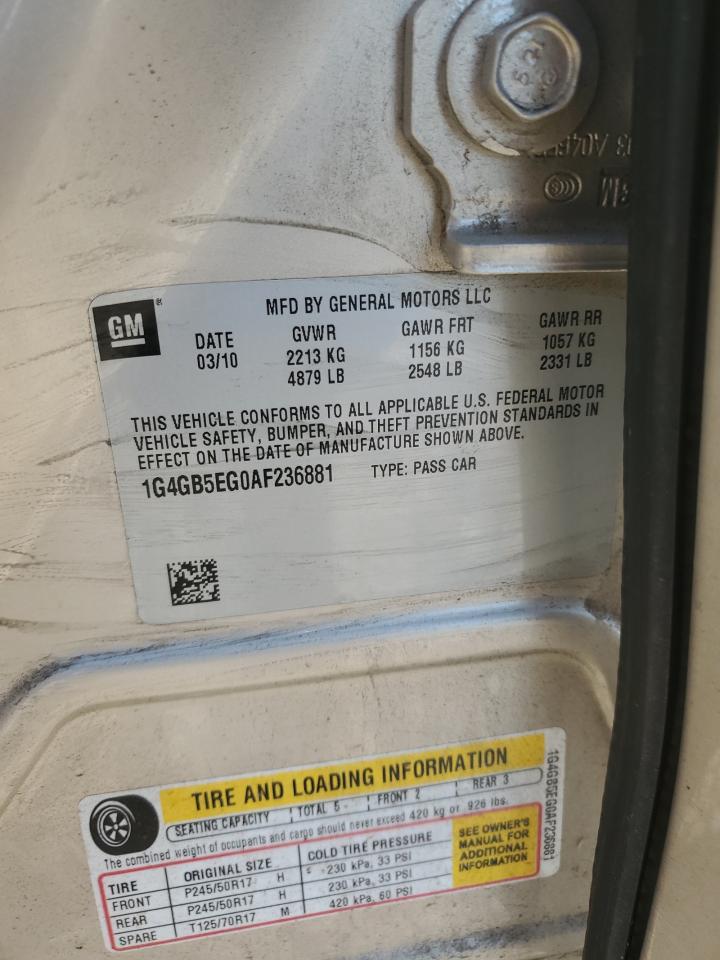 5.21
GM
MFD BY GENERAL MOTORS LLC
DATE GVWR GAWR FRT GAWR RR
03/10 2213 KG 1156 KG 1057 KG
4879 LB 2548 LB 2331 LB
THIS VEHICLE CONFORMS TO ALL APPLICABLE U.S. FEDERAL MOTOR
VEHICLE SAFETY, BUMPER, AND THEFT PREVENTION STANDARDS IN
EFFECT ON THE DATE OF MANUFACTURE SHOWN ABOVE.
1G4GB5EG0AF236881 TYPE: PASS CAR
TIRE AND LOADING INFORMATION
SEATING CAPACITY TOTAL 5 FRONT 2 REAR 3
The combined weight of occupants and cargo should never exceed 420 kg or 926 lbs.
TIRE ORIGINAL SIZE COLD TIRE PRESSURE
FRONT P245/50R17 H 230 kPa, 33 PSI
REAR P245/50R17 H 230 kPa, 33 PSI
SPARE T125/70R17 M 420 kPa, 60 PSI
SEE OWNER'S
MANUAL FOR
ADDITIONAL
INFORMATION
1G4GB5EG0AF236881